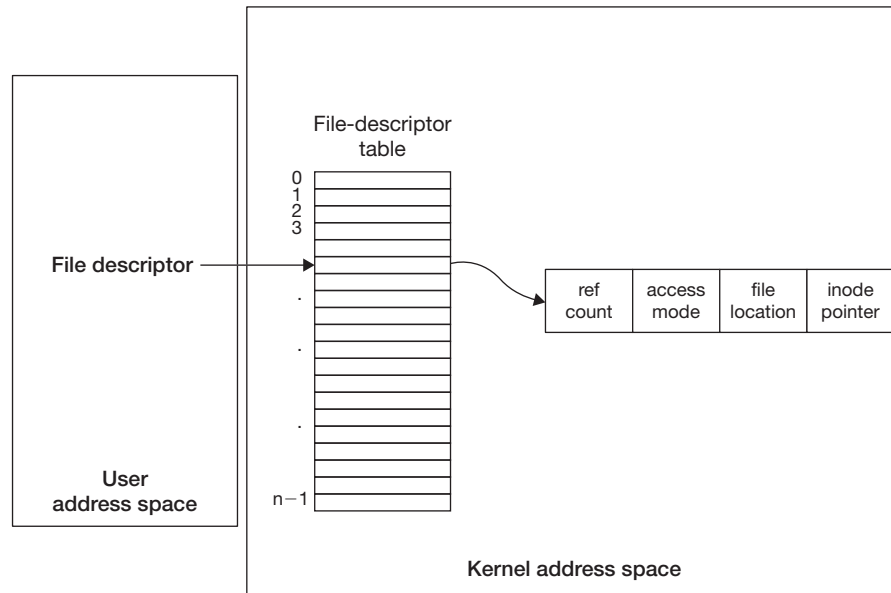 File-descriptor
table
0
1
2
3
File descriptor
.
.
.
n−1
ref
count
access
mode
file
location
inode
pointer
User
address space
Kernel address space